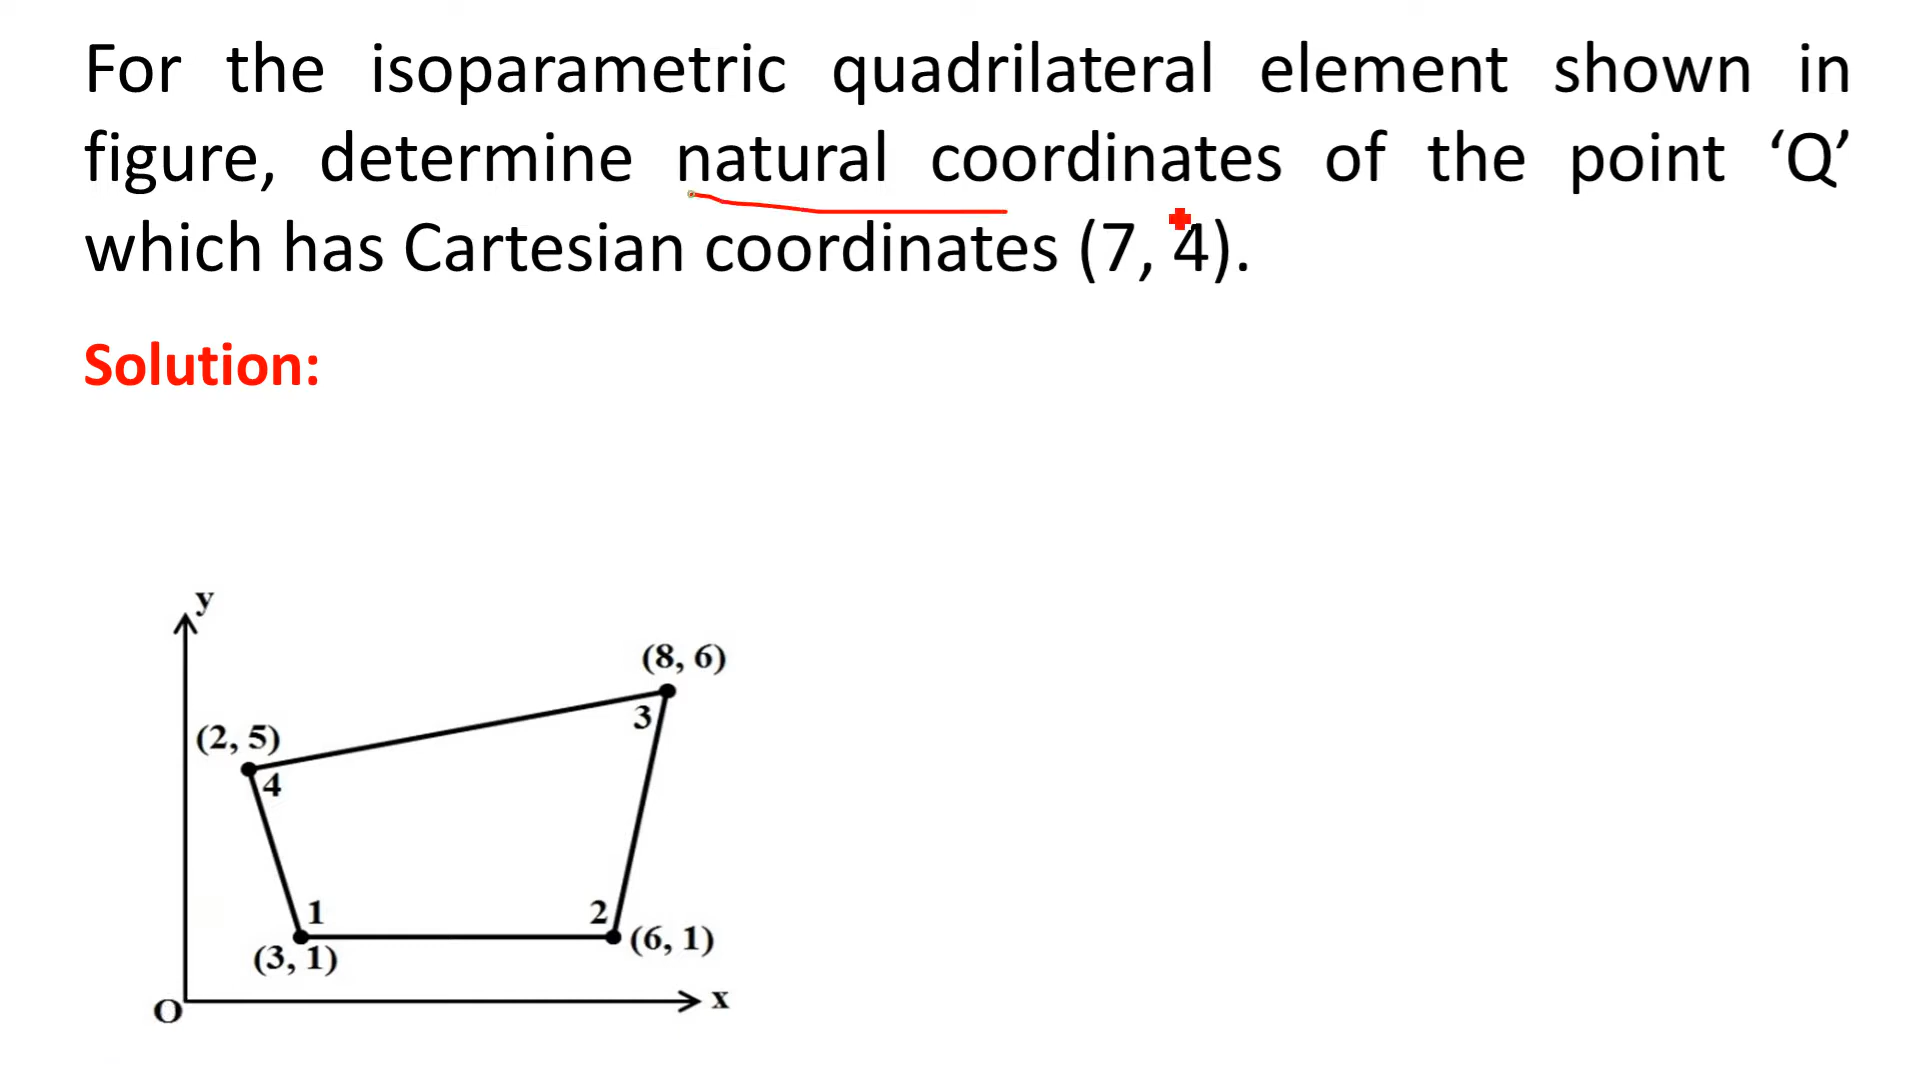 For the isoparametric quadrilateral element shown in
figure, determine natural coordinates of the point ‘Q’
which has Cartesian coordinates (7, 4).
Solution:
y
(8, 6)
3
(2, 5)
4
1
2
(6, 1)
(3, 1)
x
O